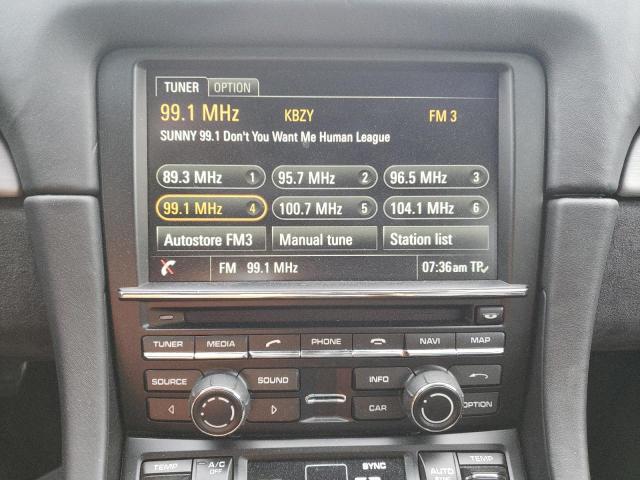 TUNER OPTION
99.1 MHz KBZY FM 3
SUNNY 99.1 Don't You Want Me Human League
89.3 MHz 1 95.7 MHz 2 96.5 MHz 3
99.1 MHz 4 100.7 MHz 5 104.1 MHz 6
Autostore FM3 Manual tune Station list
FM 99.1 MHz 07:36am TP
TUNER MEDIA PHONE NAVI MAP
SOURCE SOUND INFO
CAR OPTION
TEMP A/C OFF SYNC AUTO TEMP